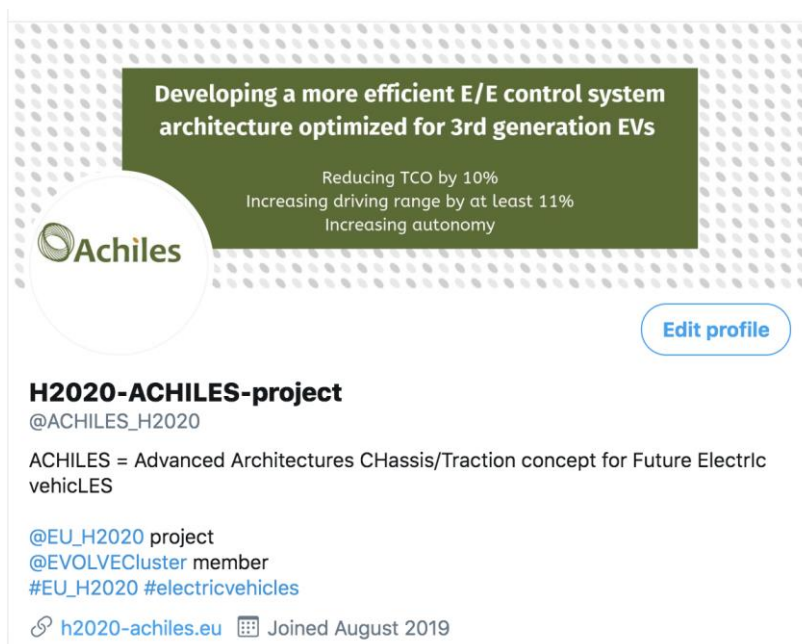 Developing a more efficient E/E control system
architecture optimized for 3rd generation EVs
Reducing TCO by 10%
Increasing driving range by at least 11%
Increasing autonomy
Achiles
Edit profile
H2020-ACHILES-project
@ACHILES_H2020
ACHILES = Advanced Architectures CHassis/Traction concept for Future ElectrIc
vehicLES
@EU_H2020 project
@EVOLVECluster member
#EU_H2020 #electricvehicles
h2020-achiles.eu Joined August 2019